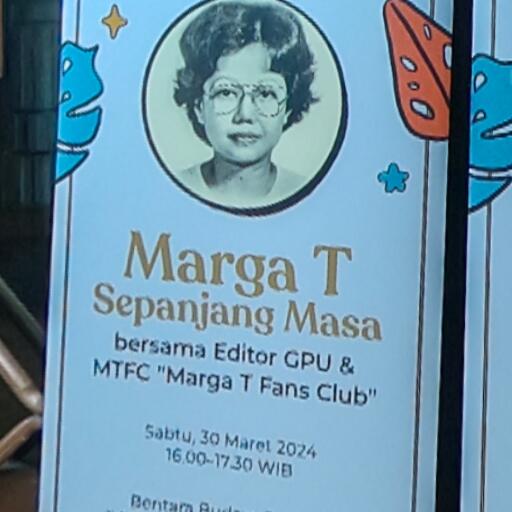 Marga T
Sepanjang Masa
bersama Editor GPU &
MTFC "Marga T Fans Club"
Sabtu, 30 Maret 2024
16.00-17.30 WIB
Bentara